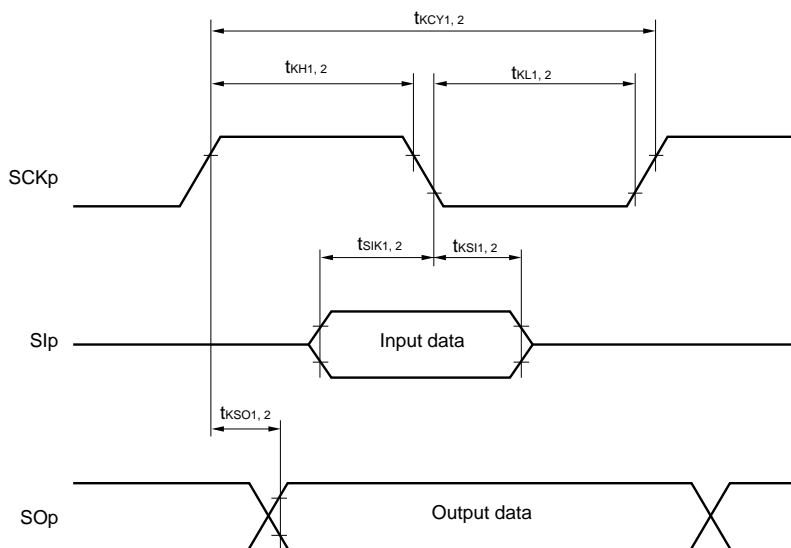 tKCY1, 2
tKH1, 2
tKL1, 2
SCKp
tSIK1, 2
tKSI1, 2
SIp
Input data
tKSO1, 2
SOp
Output data